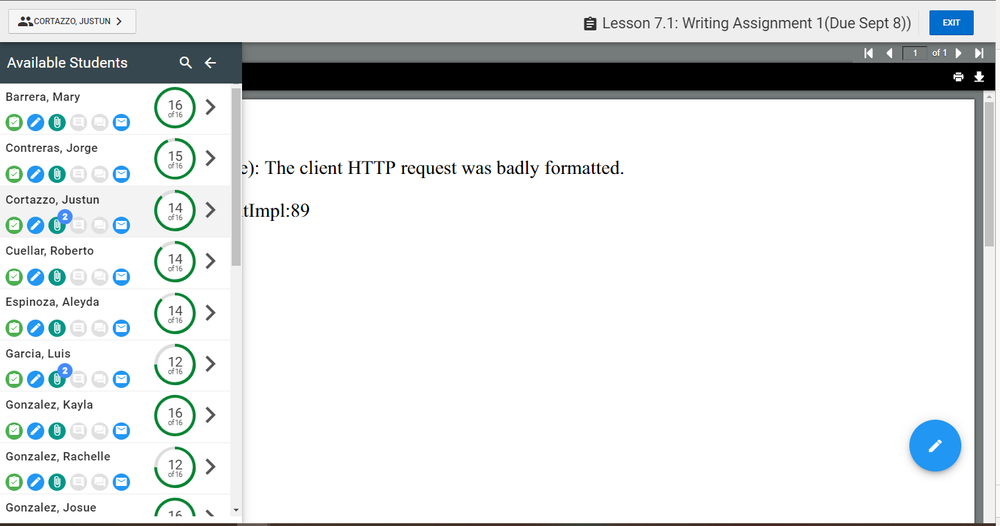 CORTAZZO, JUSTUN
Lesson 7.1: Writing Assignment 1(Due Sept 8))
EXIT
Available Students
1 of 1
Barrera, Mary
16
of 16
Contreras, Jorge
15
of 16
e): The client HTTP request was badly formatted.
Cortazzo, Justun
14
of 16
2
tImpl:89
Cuellar, Roberto
14
of 16
Espinoza, Aleyda
14
of 16
Garcia, Luis
12
of 16
2
Gonzalez, Kayla
16
of 16
Gonzalez, Rachelle
12
of 16
Gonzalez, Josue
16